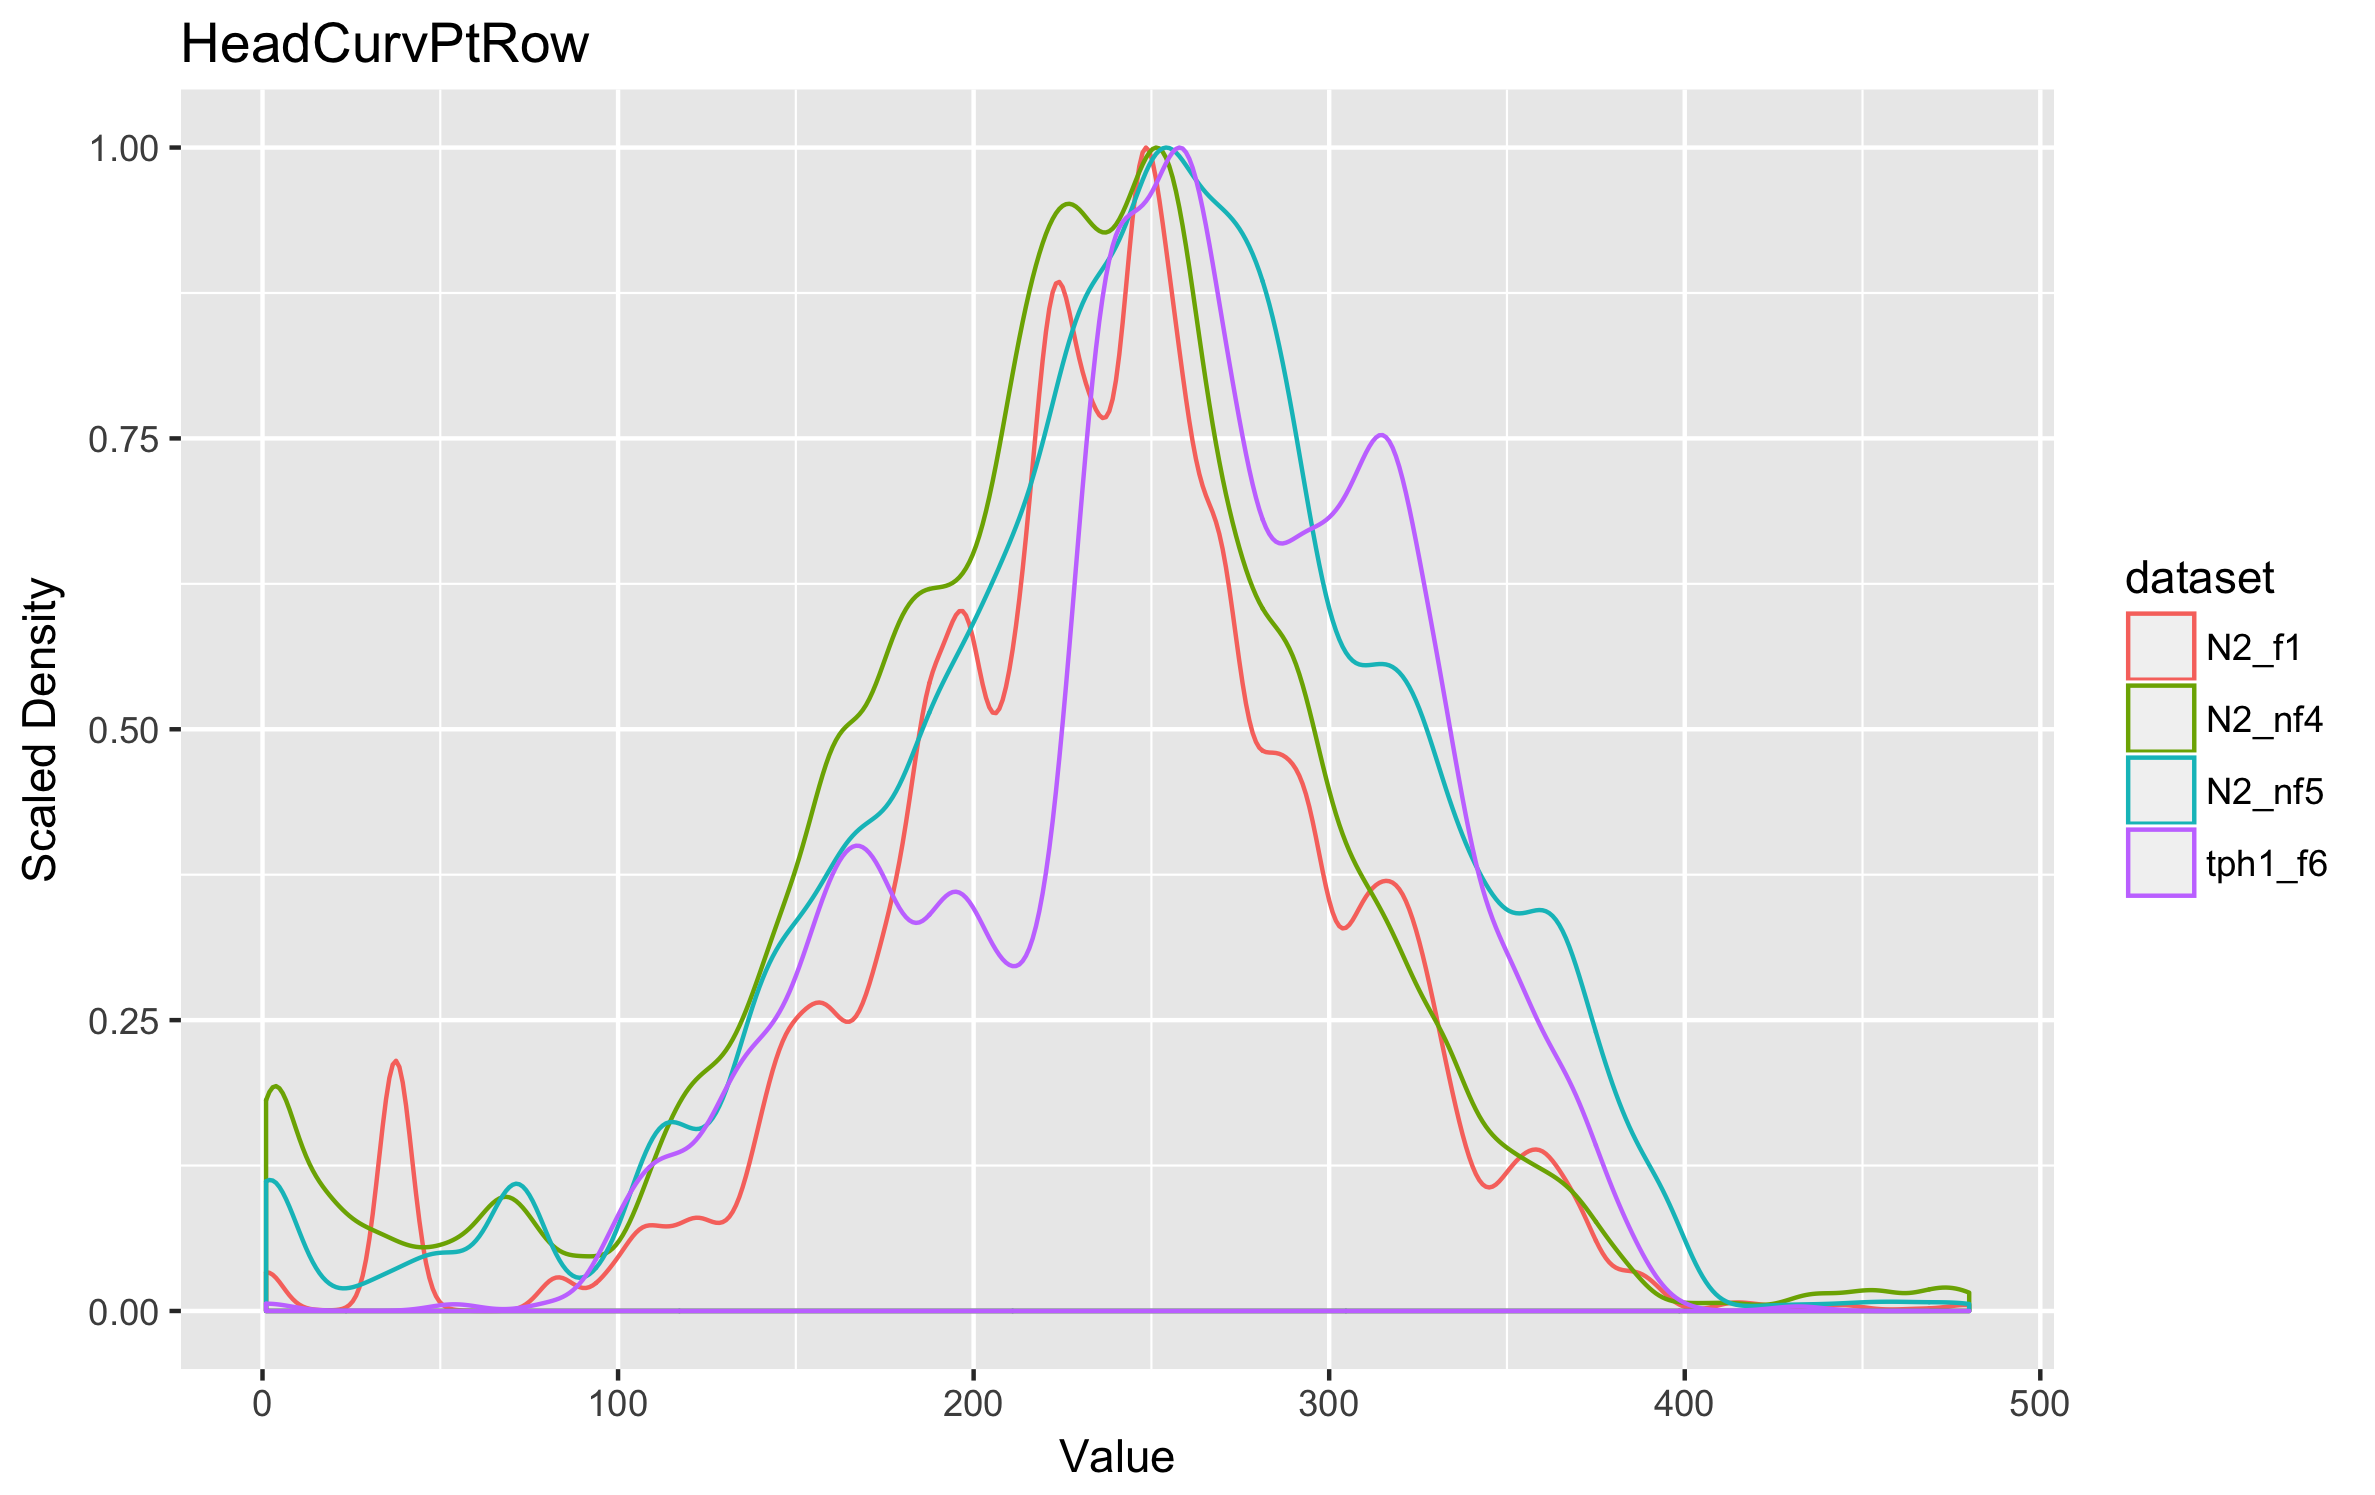 HeadCurvPtRow
1.00
0.75
0.50
0.25
0.00
Scaled Density
0 100 200 300 400 500
Value
dataset
N2_f1
N2_nf4
N2_nf5
tph1_f6